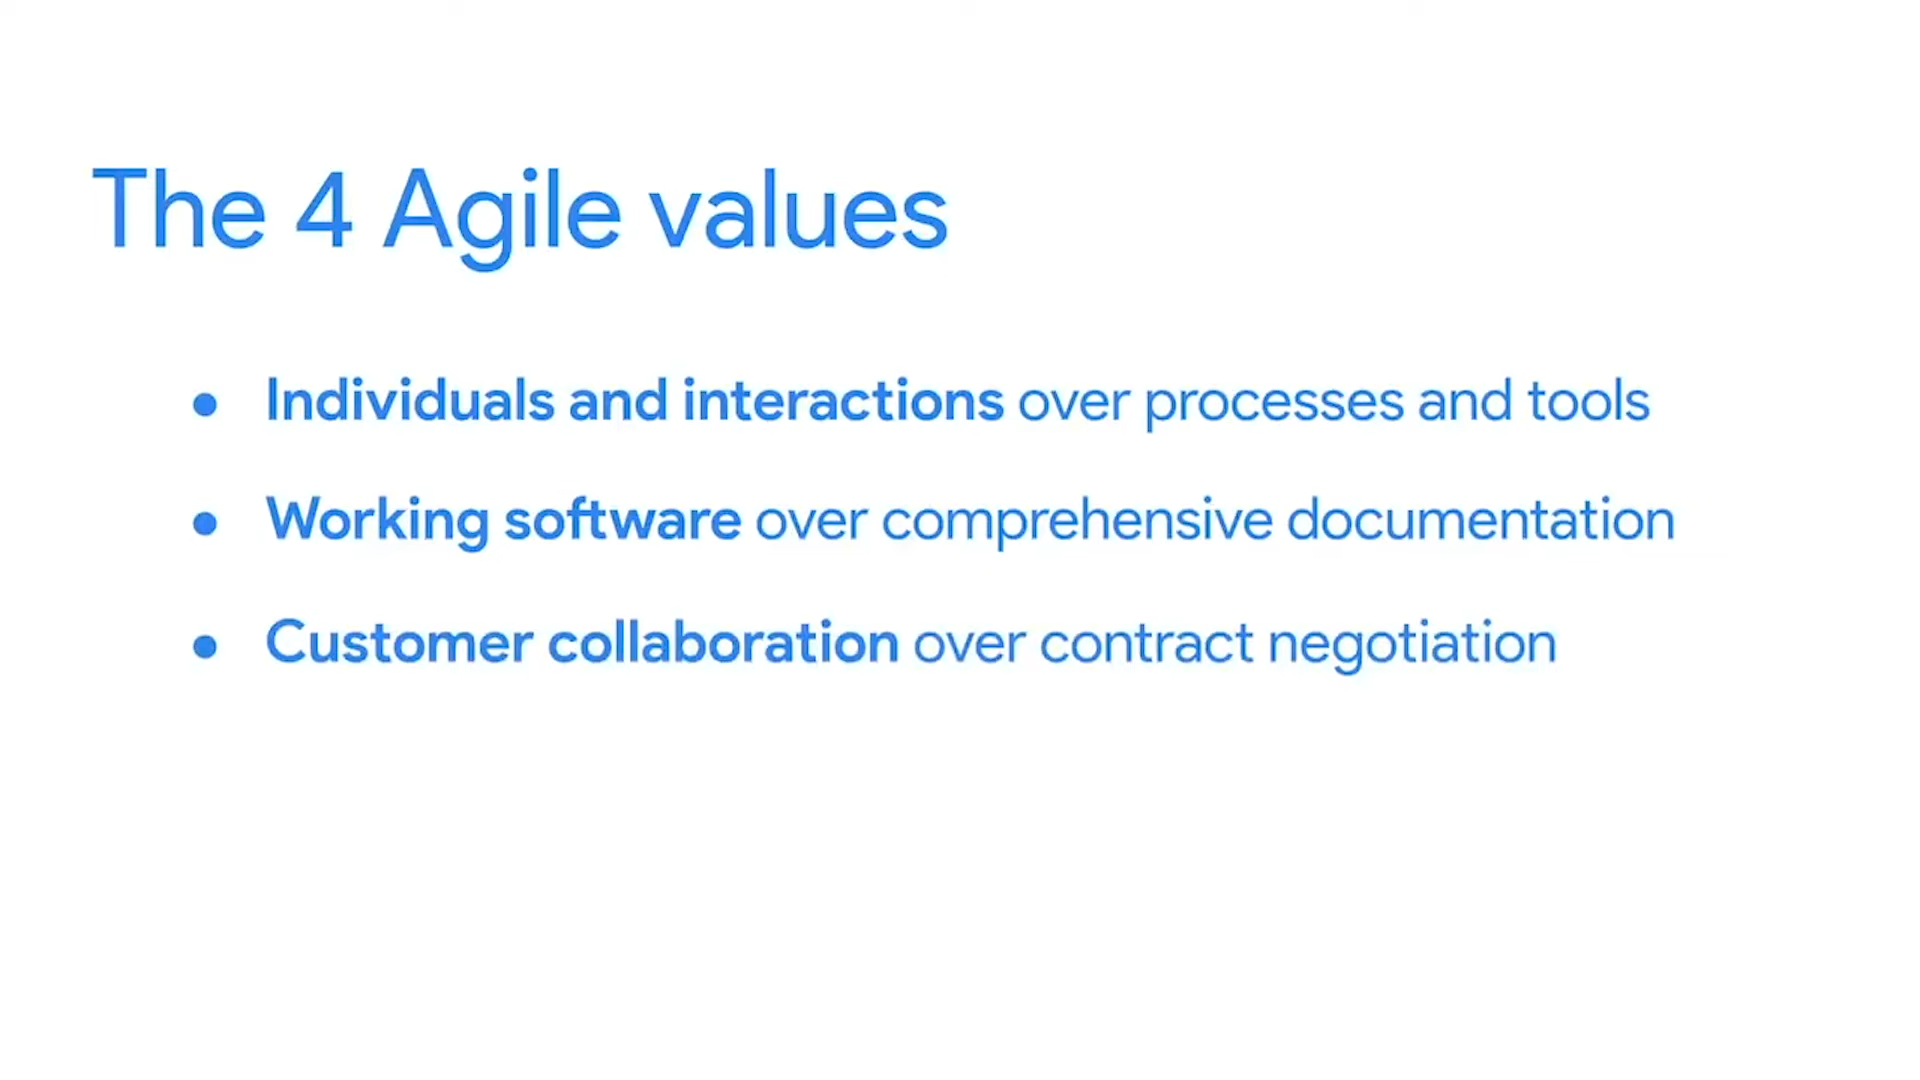 The 4 Agile values
● Individuals and interactions over processes and tools
● Working software over comprehensive documentation
● Customer collaboration over contract negotiation